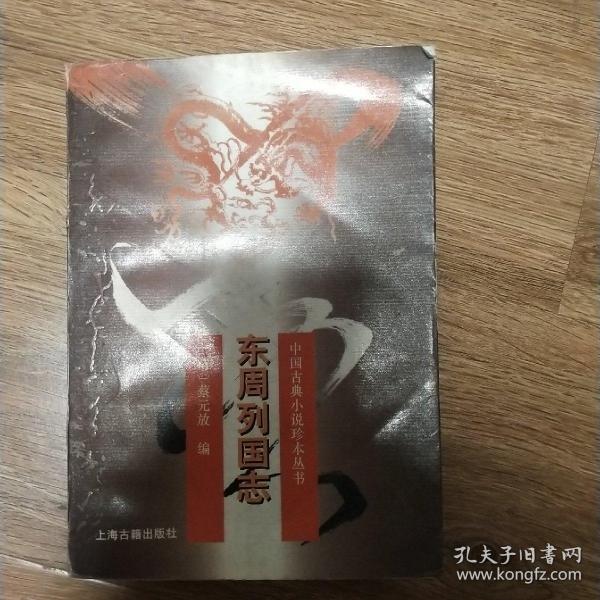 东周列国志
蔡元放 编
中国古典小说珍本丛书
上海古籍出版社
孔夫子旧书网
www.kongfz.com